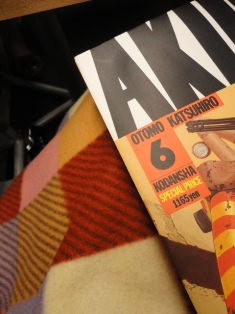 AKI
OTOMO KATSUHIRO
6
KODANSHA
SPECIAL PRICE
1165yen